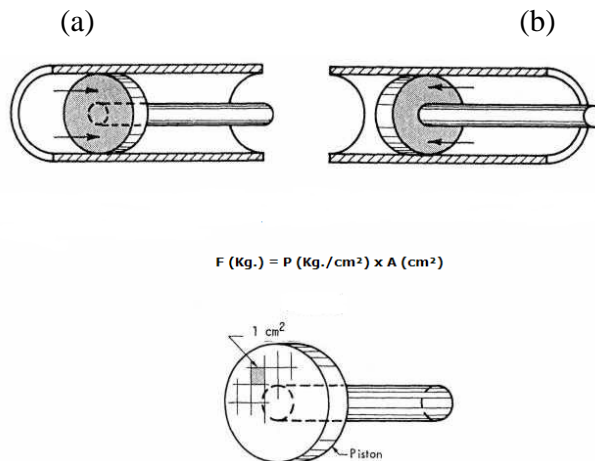 (a) (b)
F (Kg.) = P (Kg./cm²) x A (cm²)
1 cm²
Piston